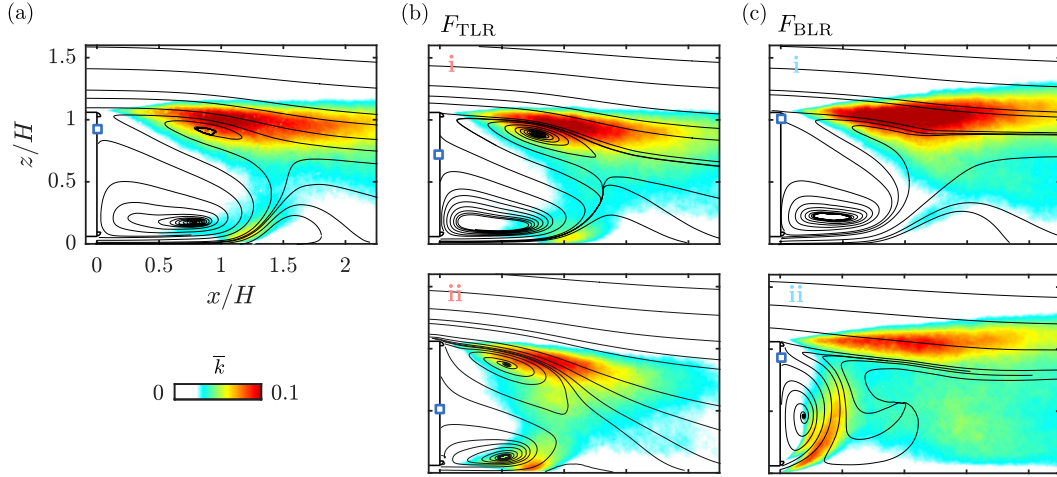 (a)
(b)
(c)
F_TLR
F_BLR
i
i
1.5
1
0.5
0
z/H
0 0.5 1 1.5 2
x/H
ii
ii
k̅
0 0.1